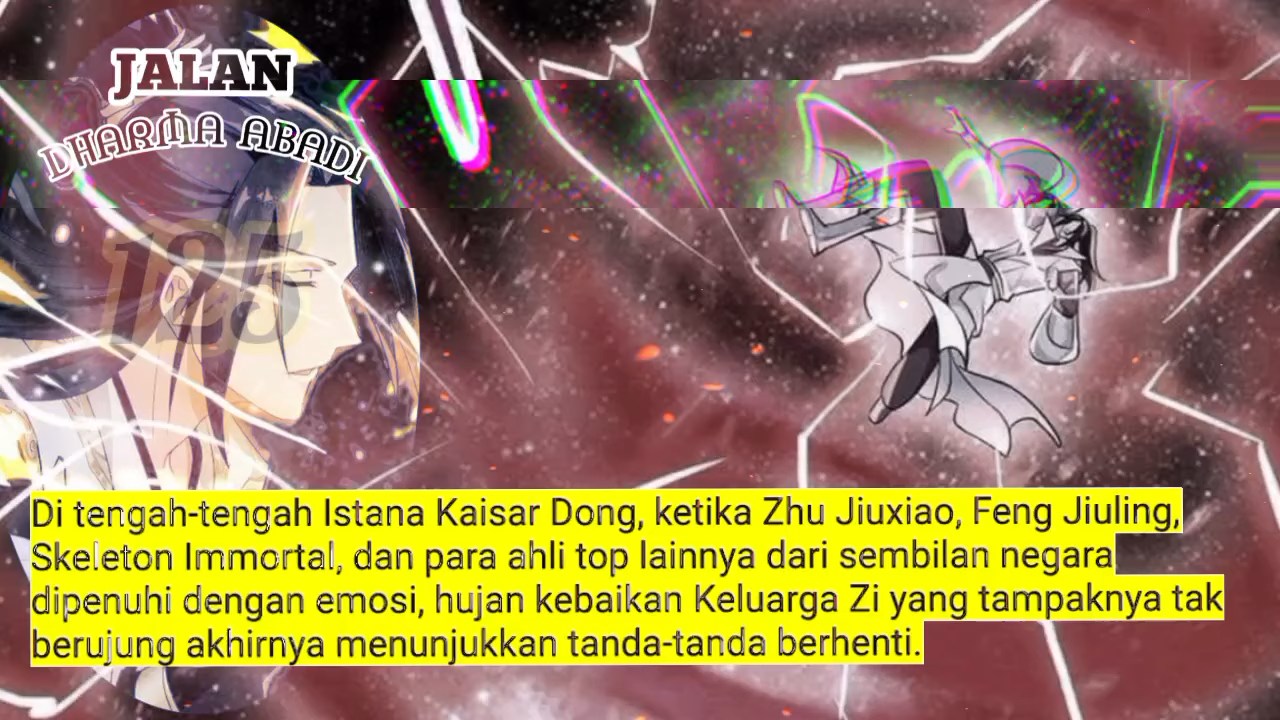 JALAN
DHARMA ABADI
125
Di tengah-tengah Istana Kaisar Dong, ketika Zhu Jiuxiao, Feng Jiuling,
Skeleton Immortal, dan para ahli top lainnya dari sembilan negara
dipenuhi dengan emosi, hujan kebaikan Keluarga Zi yang tampaknya tak
berujung akhirnya menunjukkan tanda-tanda berhenti.